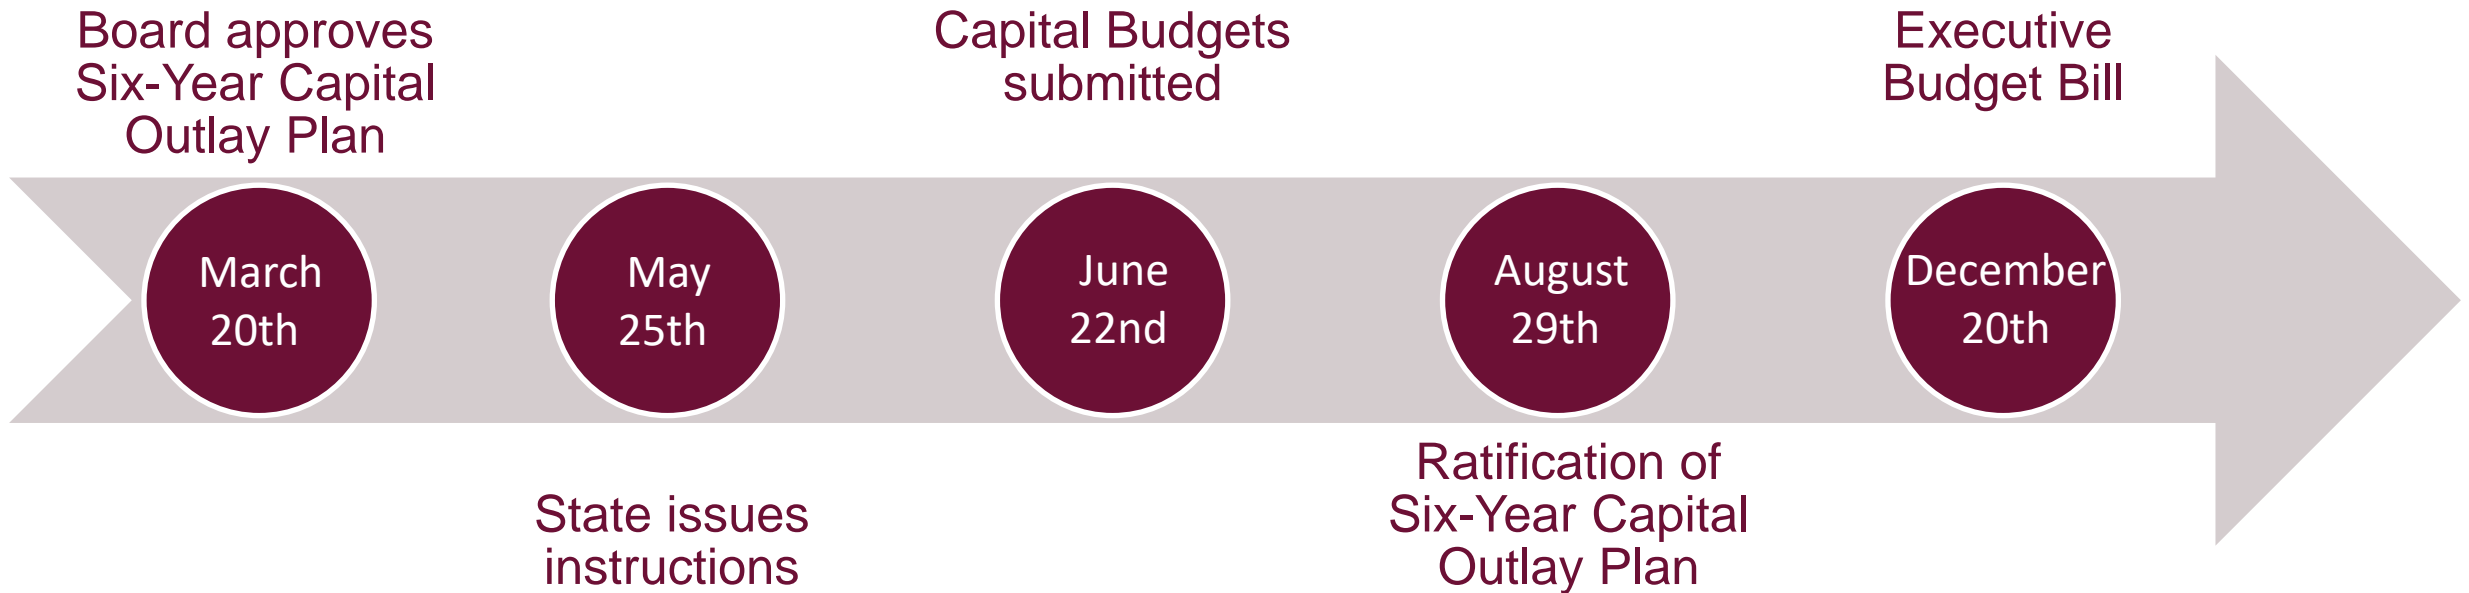 Board approves
Six-Year Capital
Outlay Plan
Capital Budgets
submitted
Executive
Budget Bill
March
20th
May
25th
June
22nd
August
29th
December
20th
State issues
instructions
Ratification of
Six-Year Capital
Outlay Plan